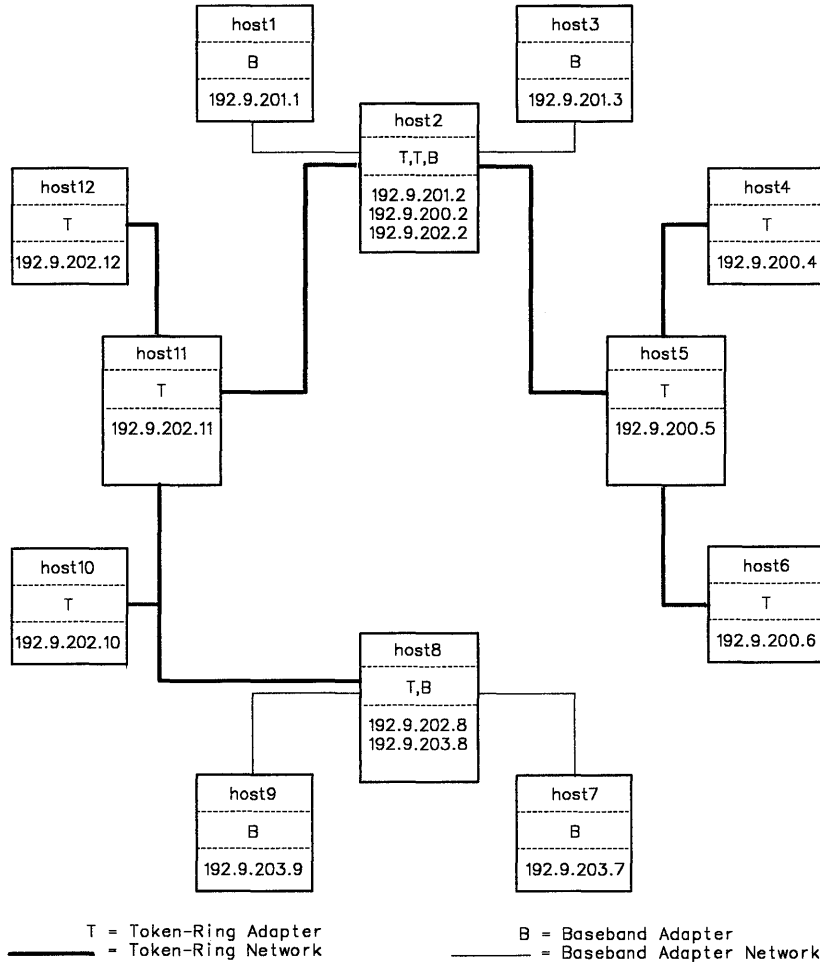 host1
B
192.9.201.1
host3
B
192.9.201.3
host2
T,T,B
192.9.201.2
192.9.200.2
192.9.202.2
host12
T
192.9.202.12
host4
T
192.9.200.4
host11
T
192.9.202.11
host5
T
192.9.200.5
host10
T
192.9.202.10
host6
T
192.9.200.6
host8
T,B
192.9.202.8
192.9.203.8
host9
B
192.9.203.9
host7
B
192.9.203.7
T = Token-Ring Adapter
= Token-Ring Network
B = Baseband Adapter
= Baseband Adapter Network